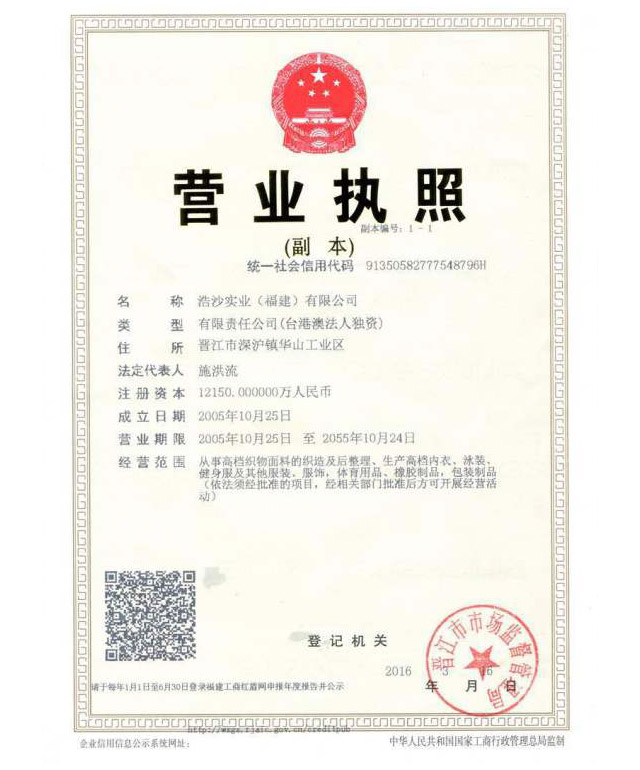 营业执照
副本编号：1-1
(副 本)
统一社会信用代码 91350582777548796H
名 称 浩沙实业（福建）有限公司
类 型 有限责任公司(台港澳法人独资)
住 所 晋江市深沪镇华山工业区
法定代表人 施洪流
注册资本 12150.000000万人民币
成立日期 2005年10月25日
营业期限 2005年10月25日 至 2055年10月24日
经营范围 从事高档织物面料的织造及后整理、生产高档内衣、泳装、
健身服及其他服装、服饰，体育用品、橡胶制品，包装制品
（依法须经批准的项目，经相关部门批准后方可开展经营活
动）
登记机关
晋江市市场监督管理局
2016 3 16
年 月 日
请于每年1月1日至6月30日登录福建工商红盾网申报年度报告并公示
http://wsgs.fjaic.gov.cn/creditpub
企业信用信息公示系统网址：
中华人民共和国国家工商行政管理总局监制